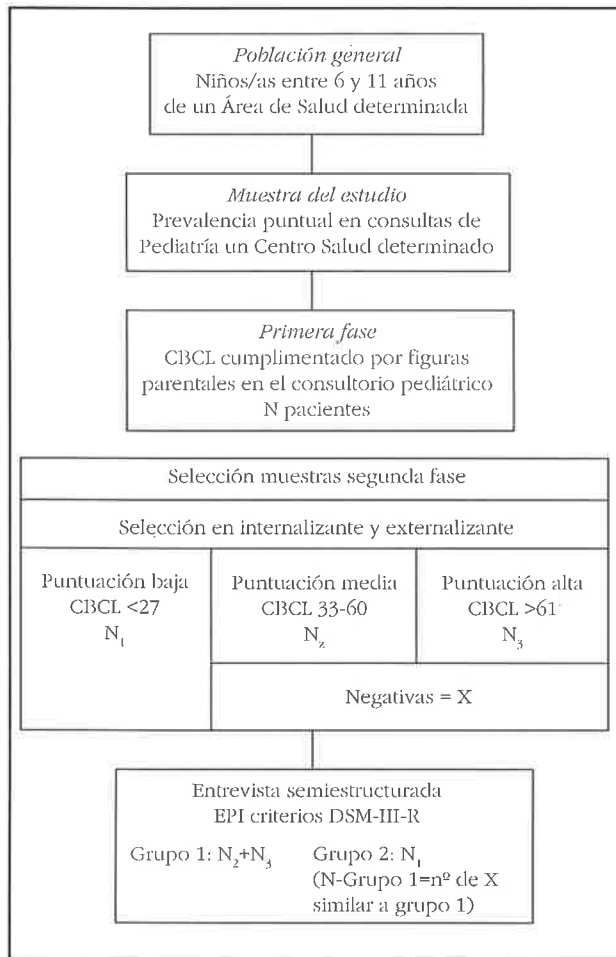 Población general
Niños/as entre 6 y 11 años
de un Área de Salud determinada
Muestra del estudio
Prevalencia puntual en consultas de
Pediatría un Centro Salud determinado
Primera fase
CBCL cumplimentado por figuras
parentales en el consultorio pediátrico
N pacientes
Selección muestras segunda fase
Selección en internalizante y externalizante
Puntuación baja
CBCL <27
N₁
Puntuación media
CBCL 33-60
N₂
Puntuación alta
CBCL >61
N₃
Negativas = X
Entrevista semiestructurada
EPI criterios DSM-III-R
Grupo 1: N₂+N₃
Grupo 2: N₁
(N-Grupo 1=nº de X
similar a grupo 1)